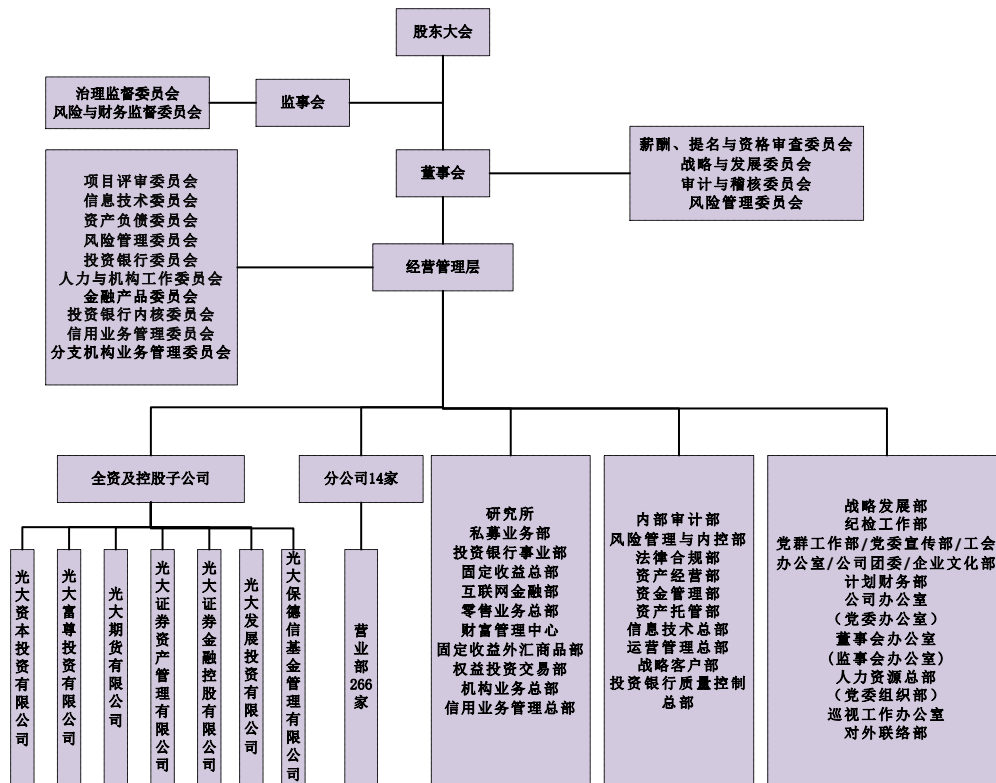 股东大会
治理监督委员会
风险与财务监督委员会
监事会
薪酬、提名与资格审查委员会
战略与发展委员会
审计与稽核委员会
风险管理委员会
董事会
项目评审委员会
信息技术委员会
资产负债委员会
风险管理委员会
投资银行委员会
人力与机构工作委员会
金融产品委员会
投资银行内核委员会
信用业务管理委员会
分支机构业务管理委员会
经营管理层
全资及控股子公司
光大资本投资有限公司
光大富尊投资有限公司
光大期货有限公司
光大证券资产管理有限公司
光大证券金融控股有限公司
光大发展投资有限公司
光大保德信基金管理有限公司
分公司14家
营业部266家
研究所
私募业务部
投资银行事业部
固定收益总部
互联网金融部
零售业务总部
财富管理中心
固定收益外汇商品部
权益投资交易部
机构业务总部
信用业务管理总部
内部审计部
风险管理与内控部
法律合规部
资产经营部
资金管理部
资产托管部
信息技术总部
运营管理总部
战略客户部
投资银行质量控制
总部
战略发展部
纪检工作部
党群工作部/党委宣传部/工会
办公室/公司团委/企业文化部
计划财务部
公司办公室
（党委办公室）
董事会办公室
(监事会办公室)
人力资源总部
（党委组织部）
巡视工作办公室
对外联络部